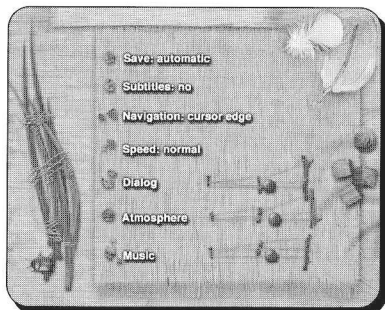 Save: automatic
Subtitles: no
Navigation: cursor edge
Speed: normal
Dialog
Atmosphere
Music